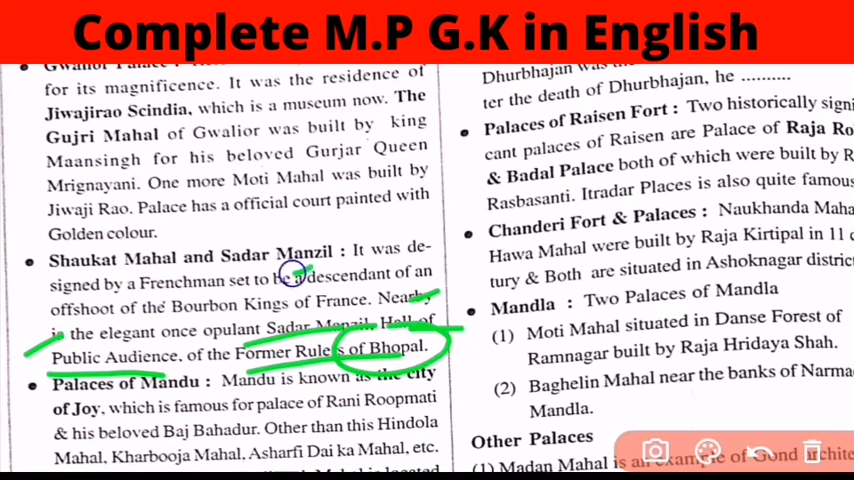 Complete M.P G.K in English
for its magnificence. It was the residence of
Jiwajirao Scindia, which is a museum now. The
Gujri Mahal of Gwalior was built by king
Maansingh for his beloved Gurjar Queen
Mrignayani. One more Moti Mahal was built by
Jiwaji Rao. Palace has a official court painted with
Golden colour.
• Shaukat Mahal and Sadar Manzil : It was de-
signed by a Frenchman set to be a descendant of an
offshoot of the Bourbon Kings of France. Nearby
is the elegant once opulant Sadar Manzil, Hall of
Public Audience, of the Former Rulers of Bhopal.
• Palaces of Mandu : Mandu is known as the city
of Joy, which is famous for palace of Rani Roopmati
& his beloved Baj Bahadur. Other than this Hindola
Mahal, Kharbooja Mahal, Asharfi Dai ka Mahal, etc.
Dhurbhajan was the
ter the death of Dhurbhajan, he ..........
• Palaces of Raisen Fort : Two historically signi
cant palaces of Raisen are Palace of Raja Ro
& Badal Palace both of which were built by R
Rasbasanti. Itradar Places is also quite famous
• Chanderi Fort & Palaces : Naukhanda Maha
Hawa Mahal were built by Raja Kirtipal in 11 c
tury & Both are situated in Ashoknagar district
• Mandla : Two Palaces of Mandla
(1) Moti Mahal situated in Danse Forest of
Ramnagar built by Raja Hridaya Shah.
(2) Baghelin Mahal near the banks of Narma
Mandla.
Other Palaces
(1) Madan Mahal is an example of Gond archite